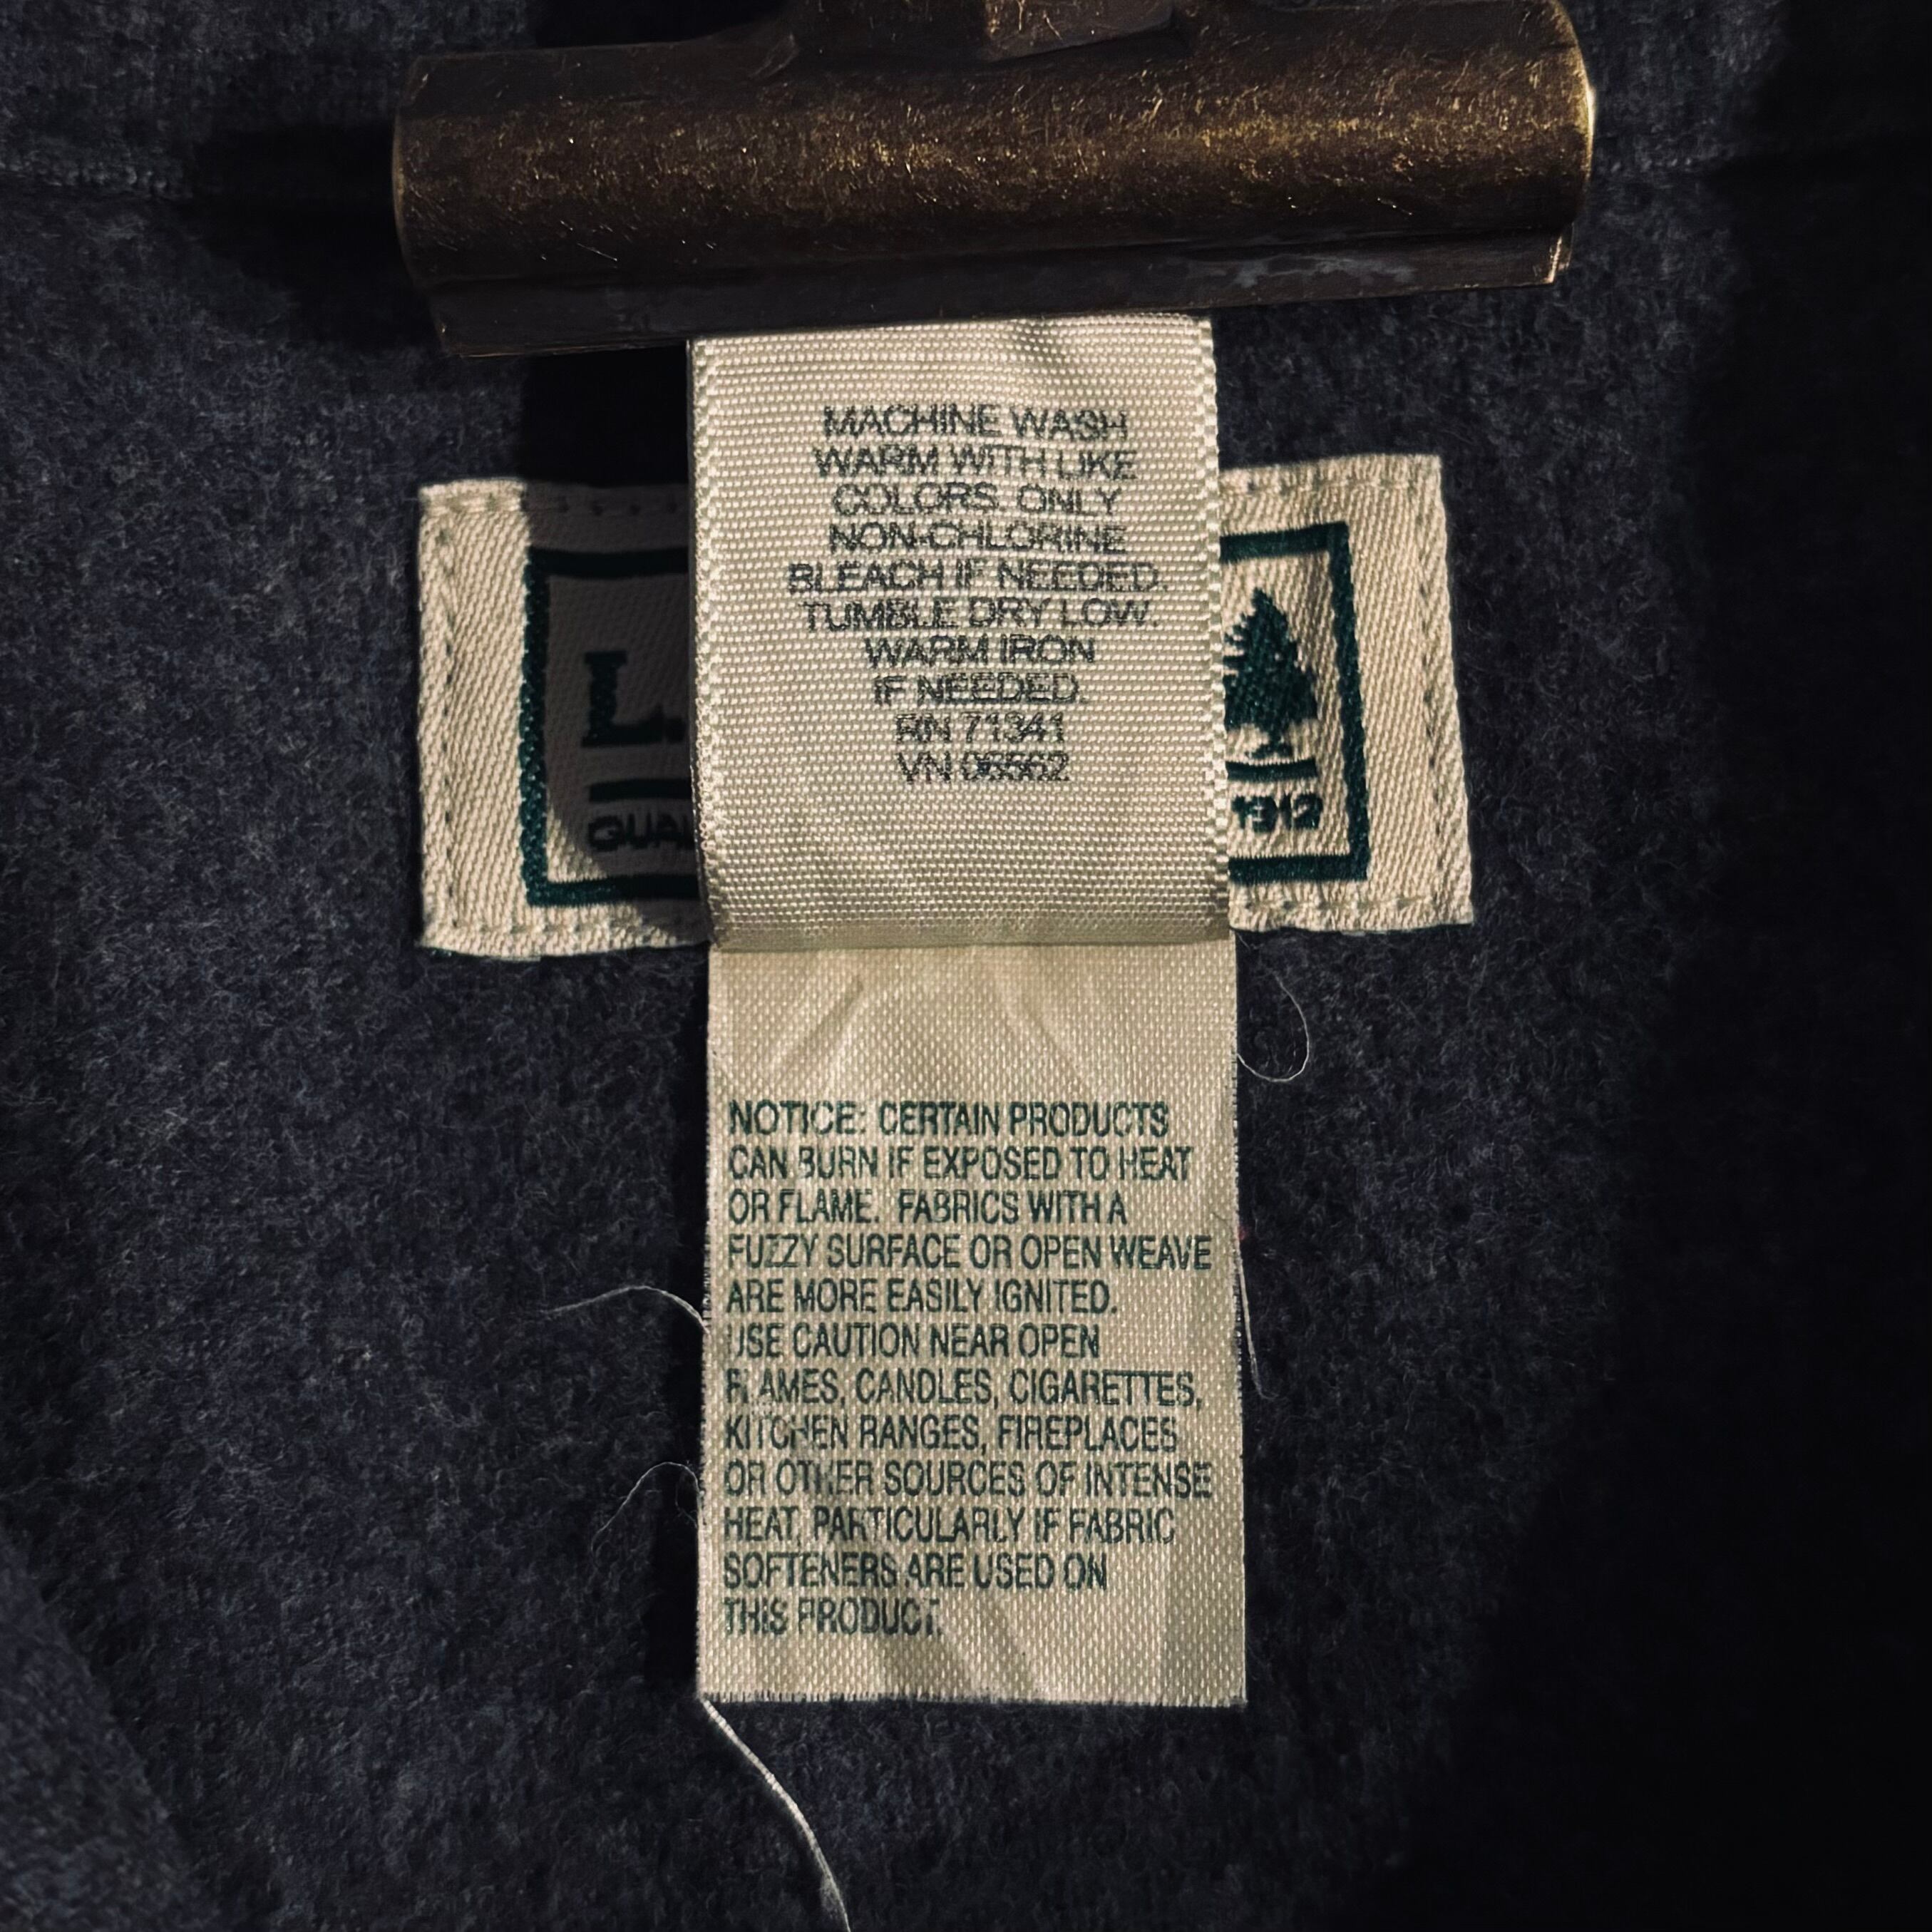 MACHINE WASH
WARM WITH LIKE
COLORS. ONLY
NON-CHLORINE
BLEACH IF NEEDED.
TUMBLE DRY LOW.
WARM IRON
IF NEEDED.
RN 71341
VN 06562
L.
QUAL
1912
NOTICE: CERTAIN PRODUCTS
CAN BURN IF EXPOSED TO HEAT
OR FLAME. FABRICS WITH A
FUZZY SURFACE OR OPEN WEAVE
ARE MORE EASILY IGNITED.
USE CAUTION NEAR OPEN
FLAMES, CANDLES, CIGARETTES,
KITCHEN RANGES, FIREPLACES
OR OTHER SOURCES OF INTENSE
HEAT, PARTICULARLY IF FABRIC
SOFTENERS ARE USED ON
THIS PRODUCT.